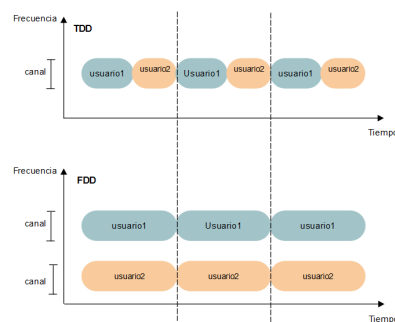 Frecuencia
TDD
canal
usuario1 usuario2 Usuario1 usuario2 usuario1 usuario2
Tiempo
Frecuencia
FDD
canal
usuario1 Usuario1 usuario1
canal
usuario2 usuario2 usuario2
Tiempo